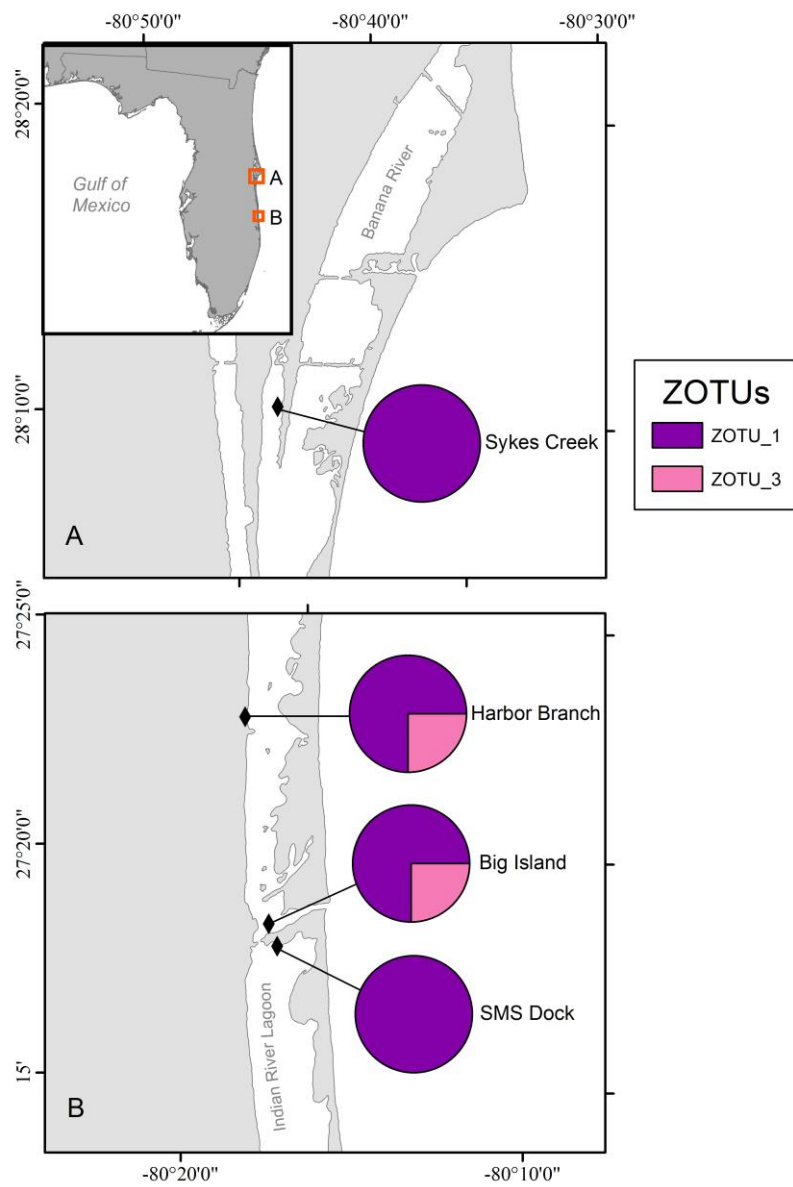 -80°50'0"
-80°40'0"
-80°30'0"
28°20'0"
Gulf of
Mexico
A
B
Banana River
28°10'0"
Sykes Creek
A
ZOTUs
ZOTU_1
ZOTU_3
27°25'0"
Harbor Branch
27°20'0"
Big Island
SMS Dock
Indian River Lagoon
15'
B
-80°20'0"
-80°10'0"